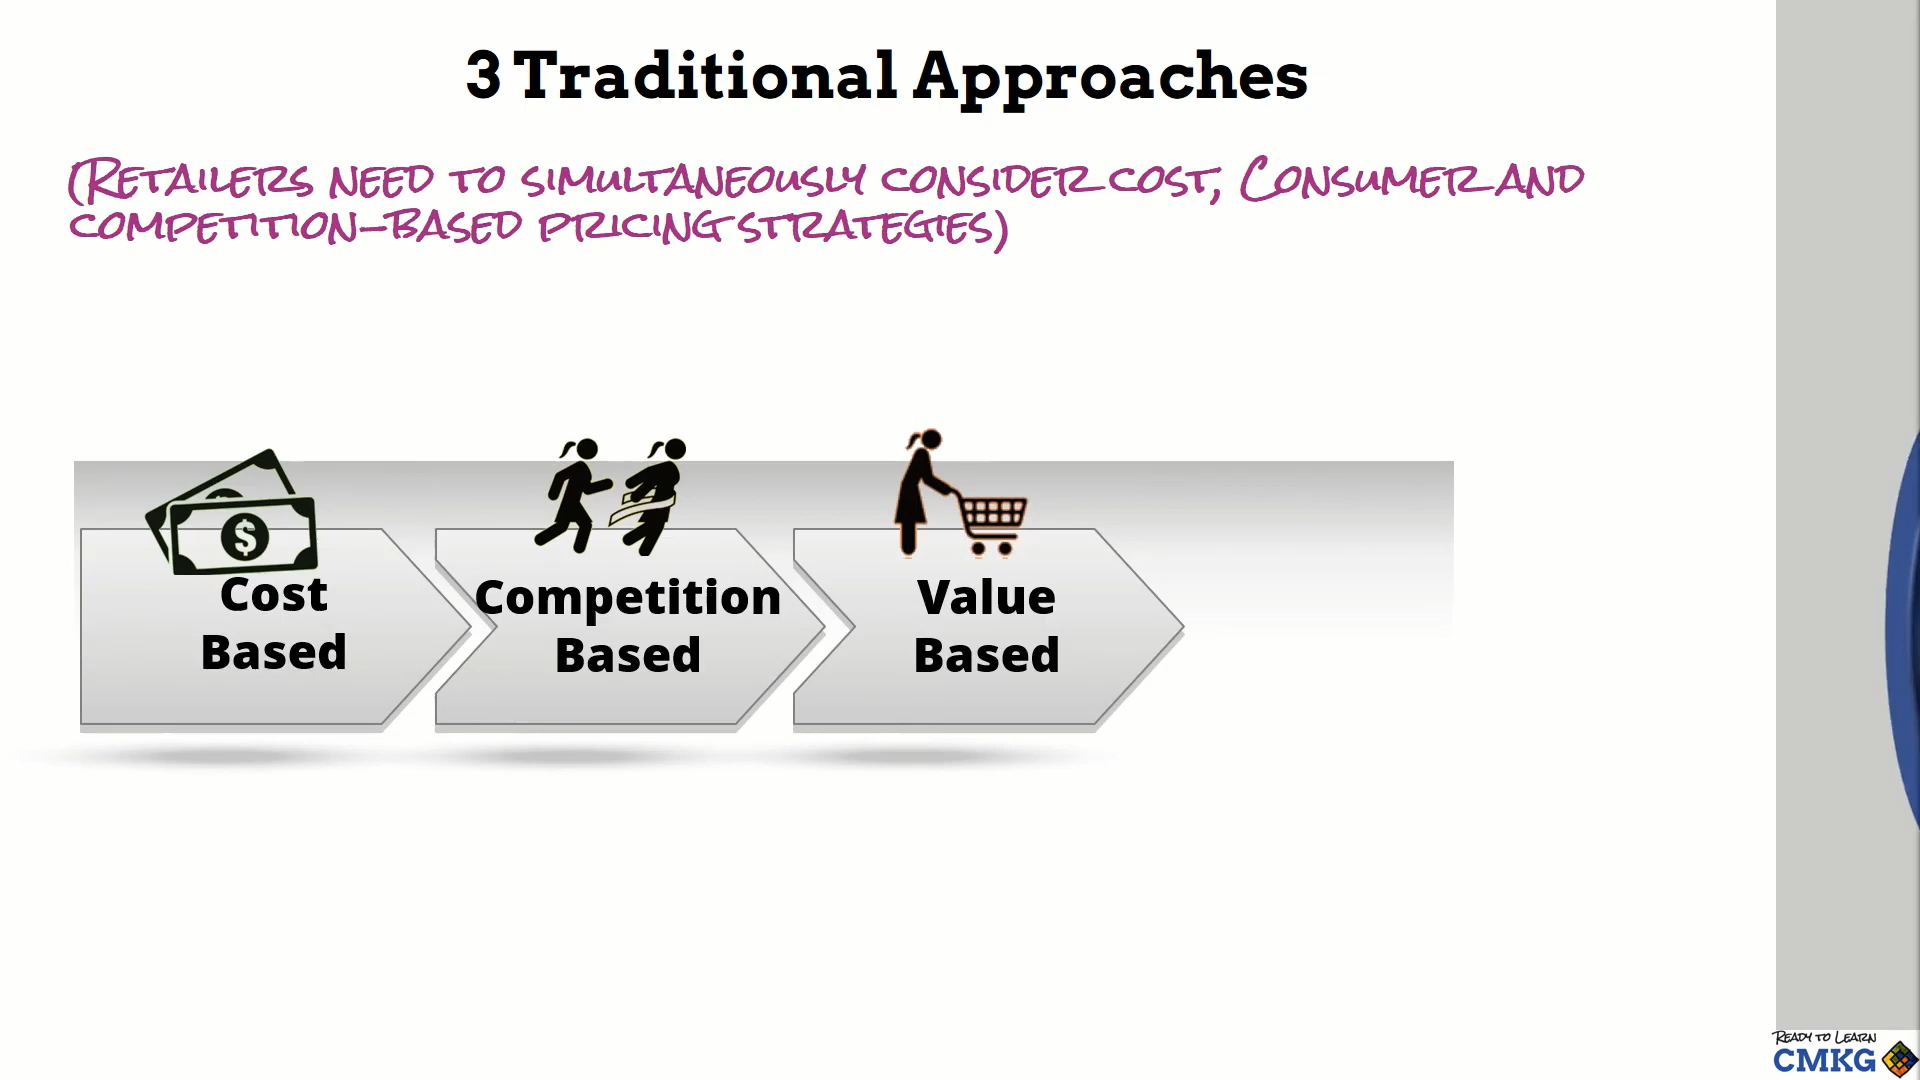 3 Traditional Approaches
(Retailers need to simultaneously consider cost, Consumer and
competition-based pricing strategies)
$
Cost
Based
Competition
Based
Value
Based
Ready to Learn
CMKG